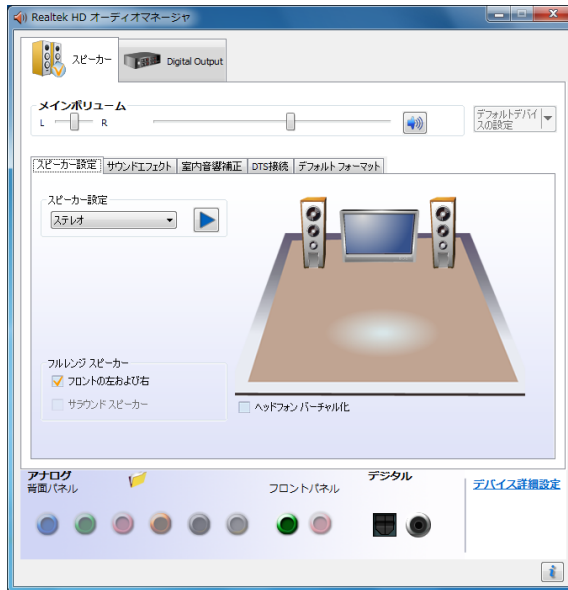 Realtek HD オーディオマネージャ
スピーカー
Digital Output
メインボリューム
L
R
デフォルトデバイ
スの設定
スピーカー設定
サウンドエフェクト
室内音響補正
DTS接続
デフォルトフォーマット
スピーカー設定
ステレオ
フルレンジ スピーカー
フロントの左および右
サラウンド スピーカー
ヘッドフォン バーチャル化
アナログ
背面パネル
フロントパネル
デジタル
デバイス詳細設定